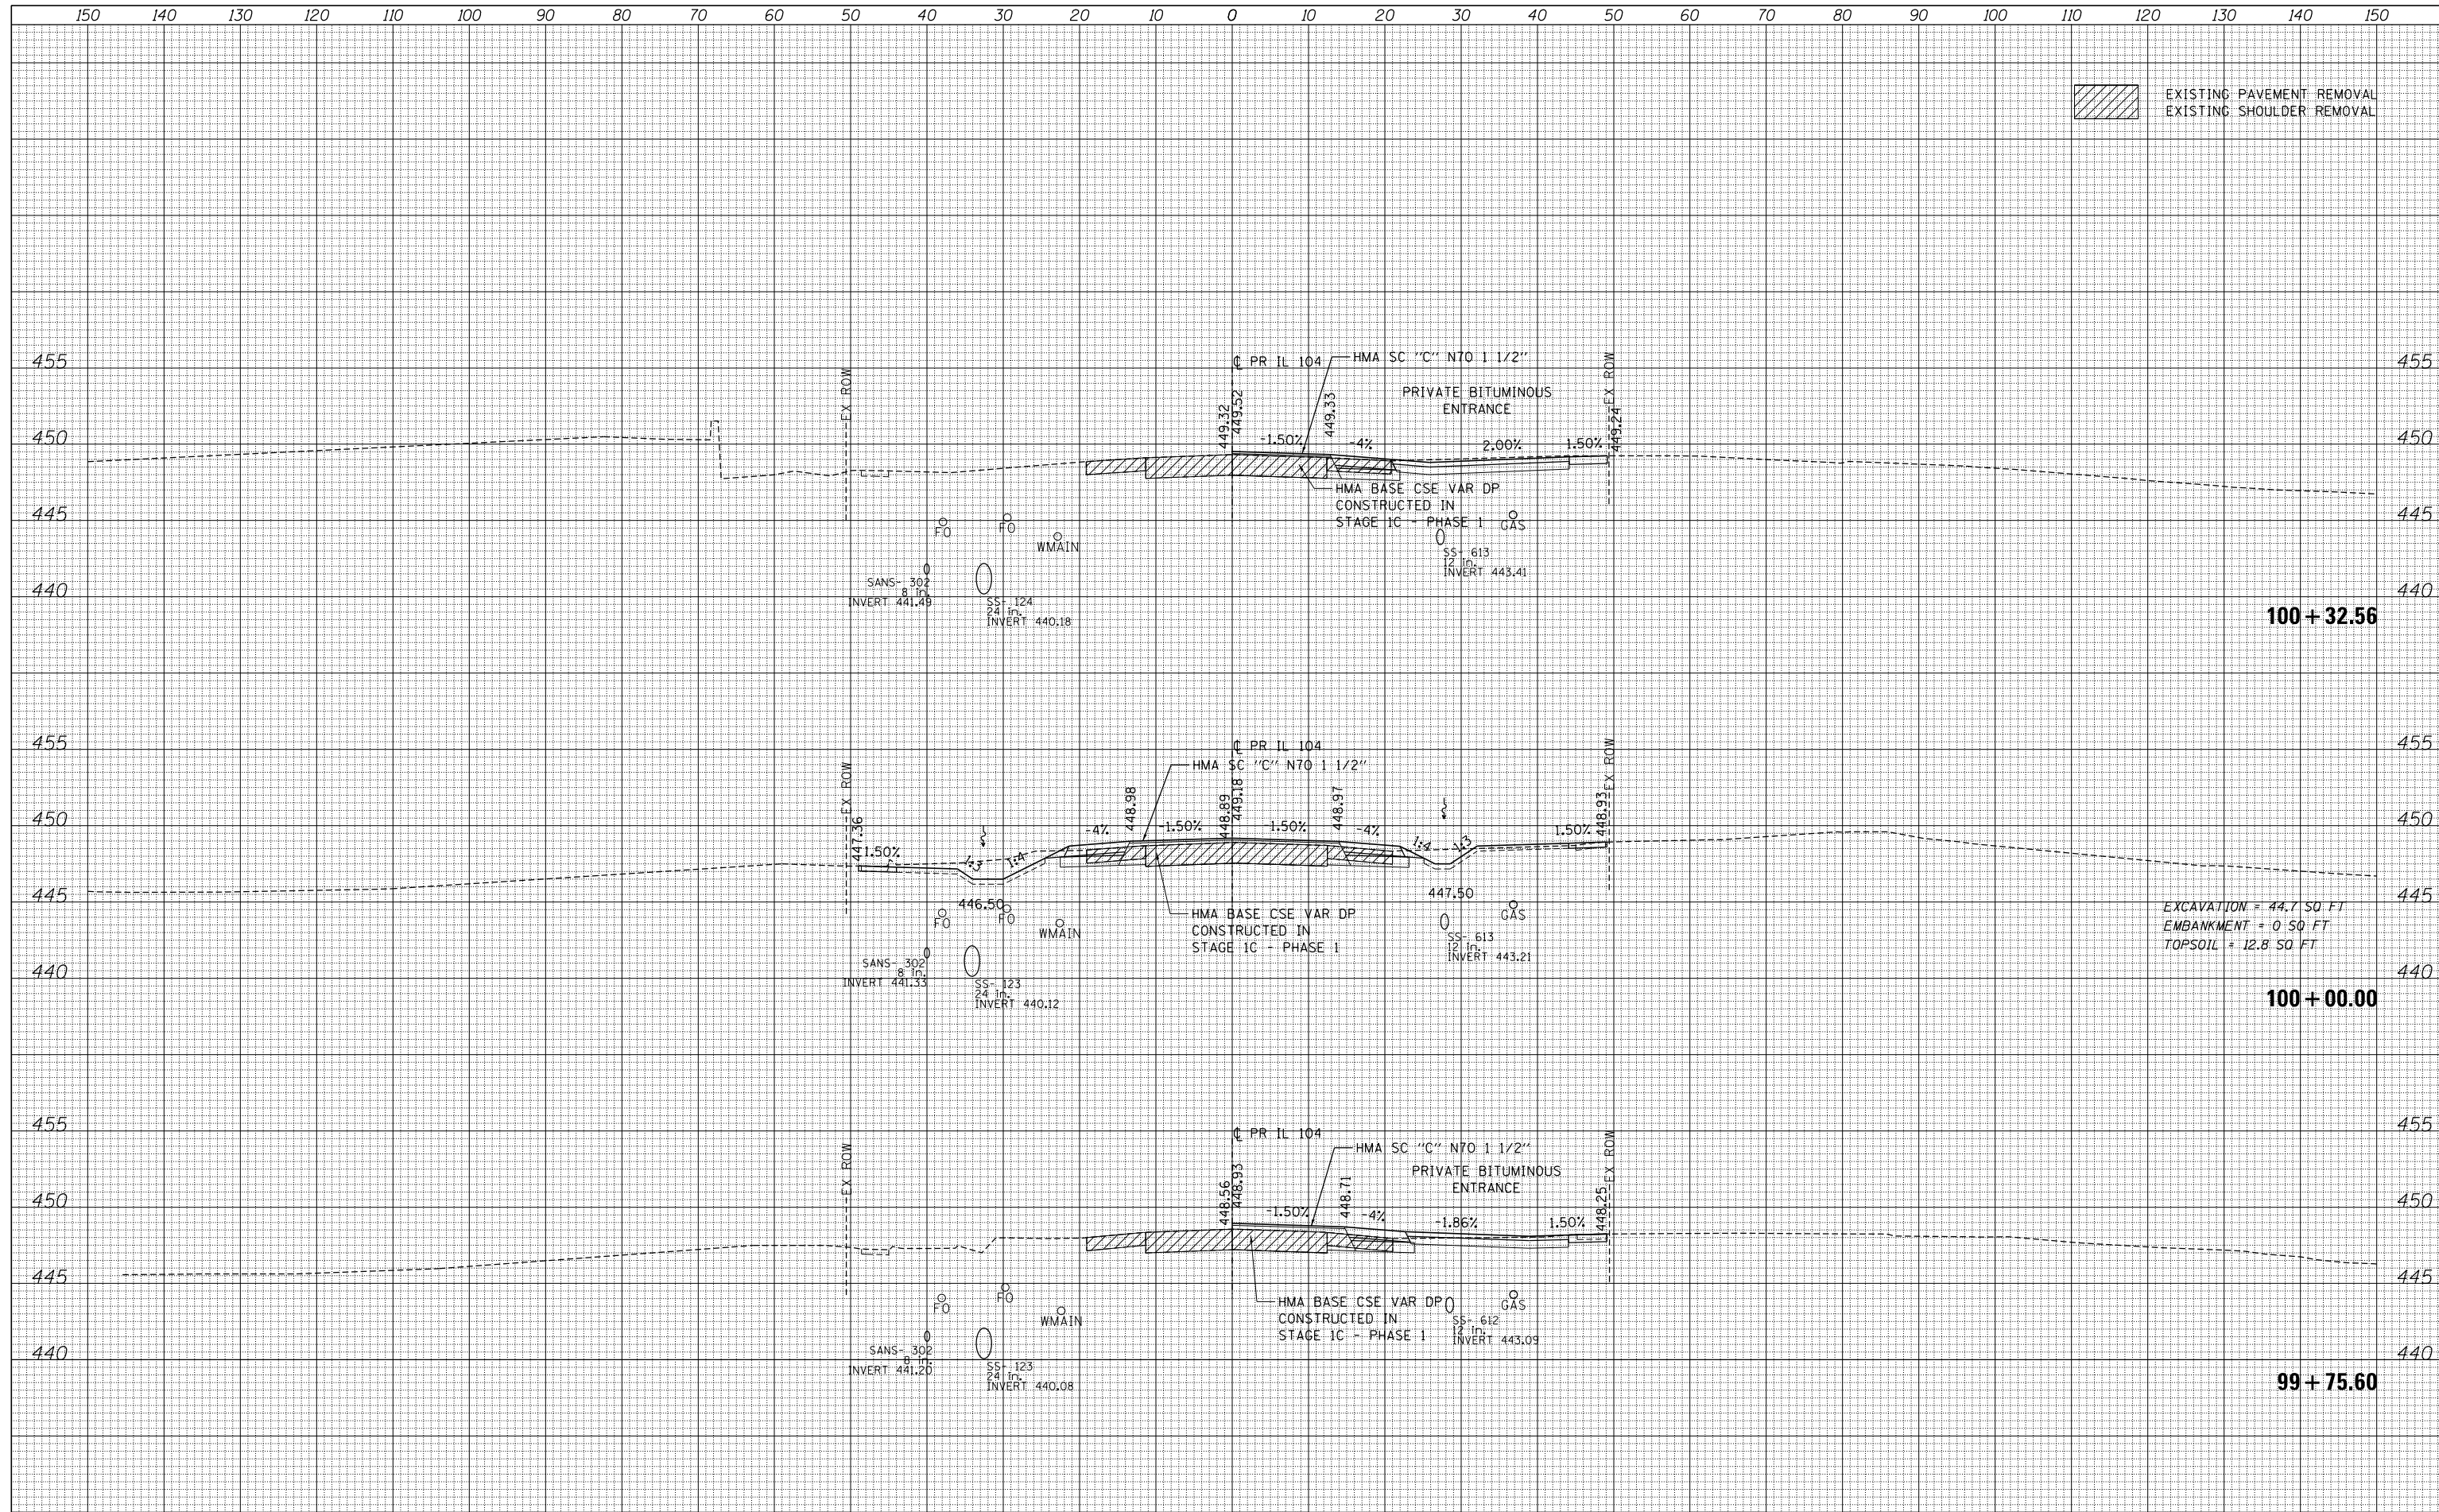 150 140 130 120 110 100 90 80 70 60 50 40 30 20 10 0 10 20 30 40 50 60 70 80 90 100 110 120 130 140 150
EXISTING PAVEMENT REMOVAL
EXISTING SHOULDER REMOVAL
455
℄ PR IL 104
HMA SC "C" N70 1 1/2"
455
EX ROW
EX ROW
PRIVATE BITUMINOUS
ENTRANCE
449.32
449.52
449.33
449.24
450
-1.50%
-4%
2.00%
1.50%
450
HMA BASE CSE VAR DP
CONSTRUCTED IN
STAGE 1C - PHASE 1
445
FO
FO
WMAIN
GAS
445
SS- 613
12 in.
INVERT 443.41
SANS- 302
8 in.
INVERT 441.49
SS- 124
24 in.
INVERT 440.18
440
440
100+32.56
455
℄ PR IL 104
455
HMA SC "C" N70 1 1/2"
EX ROW
EX ROW
447.36
448.98
448.89
449.18
448.97
448.93
450
-4%
-1.50%
-1.50%
-4%
1.50%
450
1.50%
1:3
1:4
1:4
1:3
446.50
447.50
445
FO
FO
WMAIN
GAS
445
HMA BASE CSE VAR DP
CONSTRUCTED IN
STAGE 1C - PHASE 1
SS- 613
12 in.
INVERT 443.21
EXCAVATION = 44.7 SQ FT
EMBANKMENT = 0 SQ FT
TOPSOIL = 12.8 SQ FT
SANS- 302
8 in.
INVERT 441.33
SS- 123
24 in.
INVERT 440.12
440
440
100+00.00
455
℄ PR IL 104
455
HMA SC "C" N70 1 1/2"
EX ROW
EX ROW
PRIVATE BITUMINOUS
ENTRANCE
448.56
448.93
448.71
448.25
450
-1.50%
-4%
-1.86%
1.50%
450
445
445
FO
FO
WMAIN
GAS
HMA BASE CSE VAR DP
CONSTRUCTED IN
STAGE 1C - PHASE 1
SS- 612
12 in.
INVERT 443.09
SANS- 302
8 in.
INVERT 441.20
SS- 123
24 in.
INVERT 440.08
440
440
99+75.60